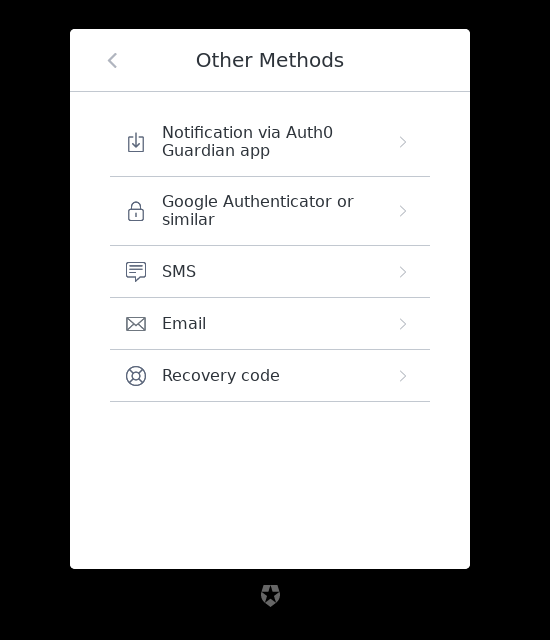 Other Methods
Notification via Auth0
Guardian app
Google Authenticator or
similar
SMS
Email
Recovery code